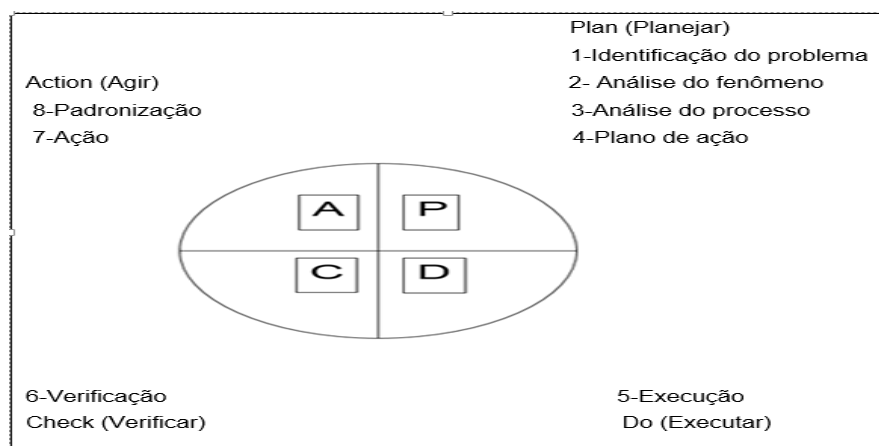 Plan (Planejar)
1-Identificação do problema
2- Análise do fenômeno
3-Análise do processo
4-Plano de ação
Action (Agir)
8-Padronização
7-Ação
A
P
C
D
6-Verificação
Check (Verificar)
5-Execução
Do (Executar)